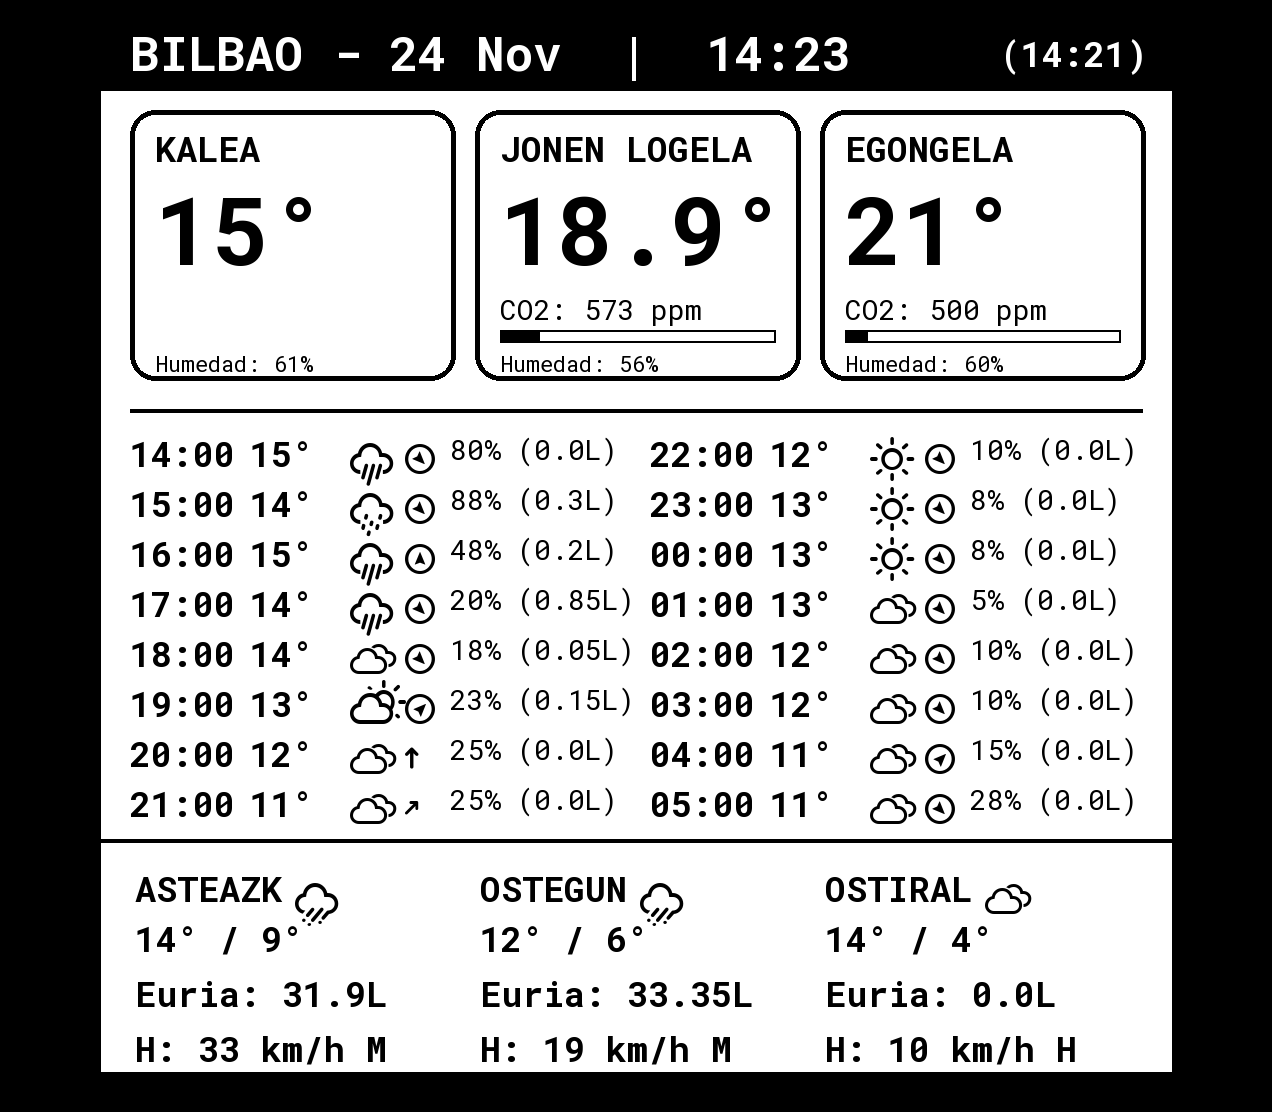 BILBAO - 24 Nov | 14:23 (14:21)
KALEA
15°
Humedad: 61%
JONEN LOGELA
18.9°
CO2: 573 ppm
Humedad: 56%
EGONGELA
21°
CO2: 500 ppm
Humedad: 60%
14:00 15° 80% (0.0L)
15:00 14° 88% (0.3L)
16:00 15° 48% (0.2L)
17:00 14° 20% (0.85L)
18:00 14° 18% (0.05L)
19:00 13° 23% (0.15L)
20:00 12° 25% (0.0L)
21:00 11° 25% (0.0L)
22:00 12° 10% (0.0L)
23:00 13° 8% (0.0L)
00:00 13° 8% (0.0L)
01:00 13° 5% (0.0L)
02:00 12° 10% (0.0L)
03:00 12° 10% (0.0L)
04:00 11° 15% (0.0L)
05:00 11° 28% (0.0L)
ASTEAZK
14° / 9°
Euria: 31.9L
H: 33 km/h M
OSTEGUN
12° / 6°
Euria: 33.35L
H: 19 km/h M
OSTIRAL
14° / 4°
Euria: 0.0L
H: 10 km/h H